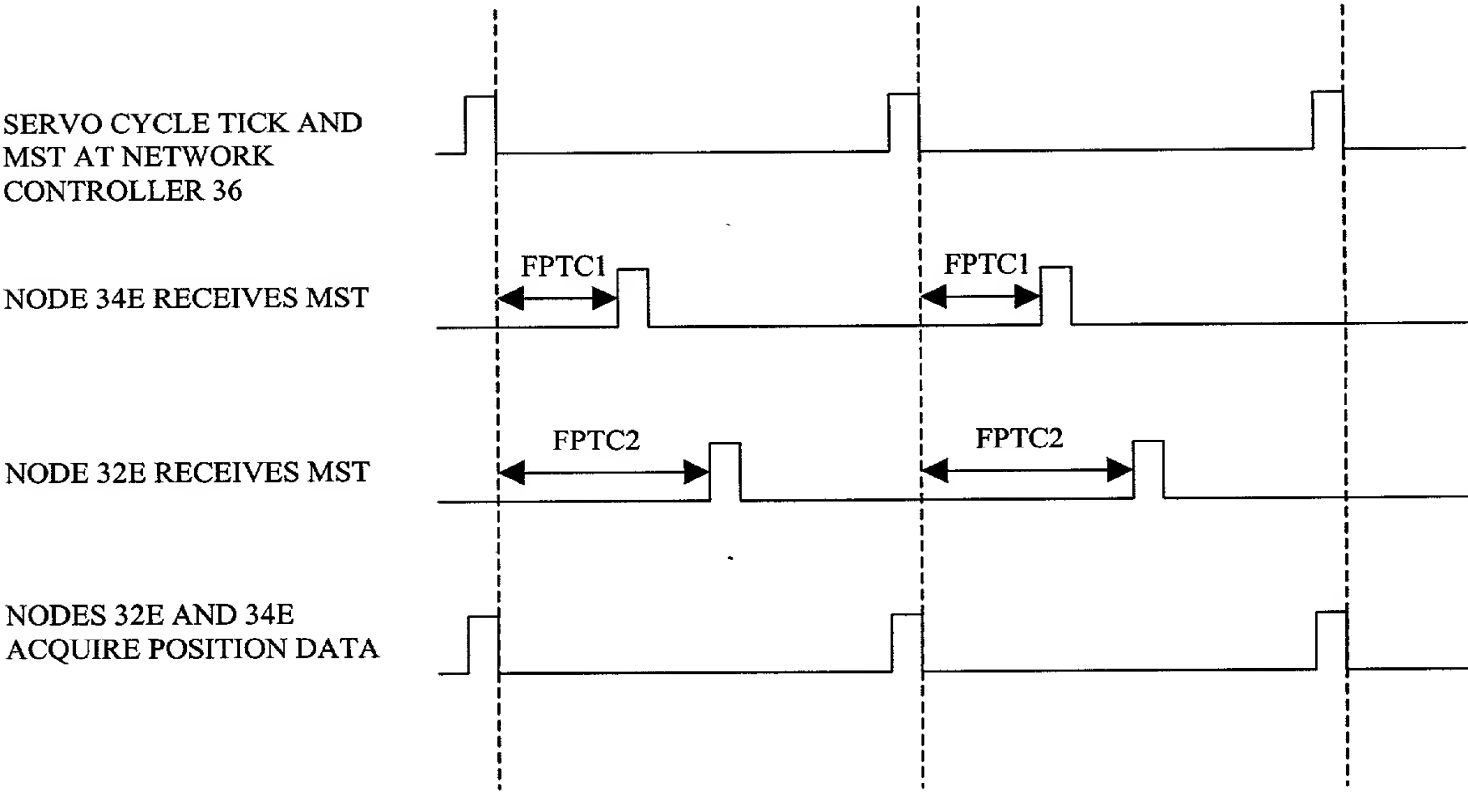 SERVO CYCLE TICK AND
MST AT NETWORK
CONTROLLER 36
FPTC1
FPTC1
NODE 34E RECEIVES MST
FPTC2
FPTC2
NODE 32E RECEIVES MST
NODES 32E AND 34E
ACQUIRE POSITION DATA